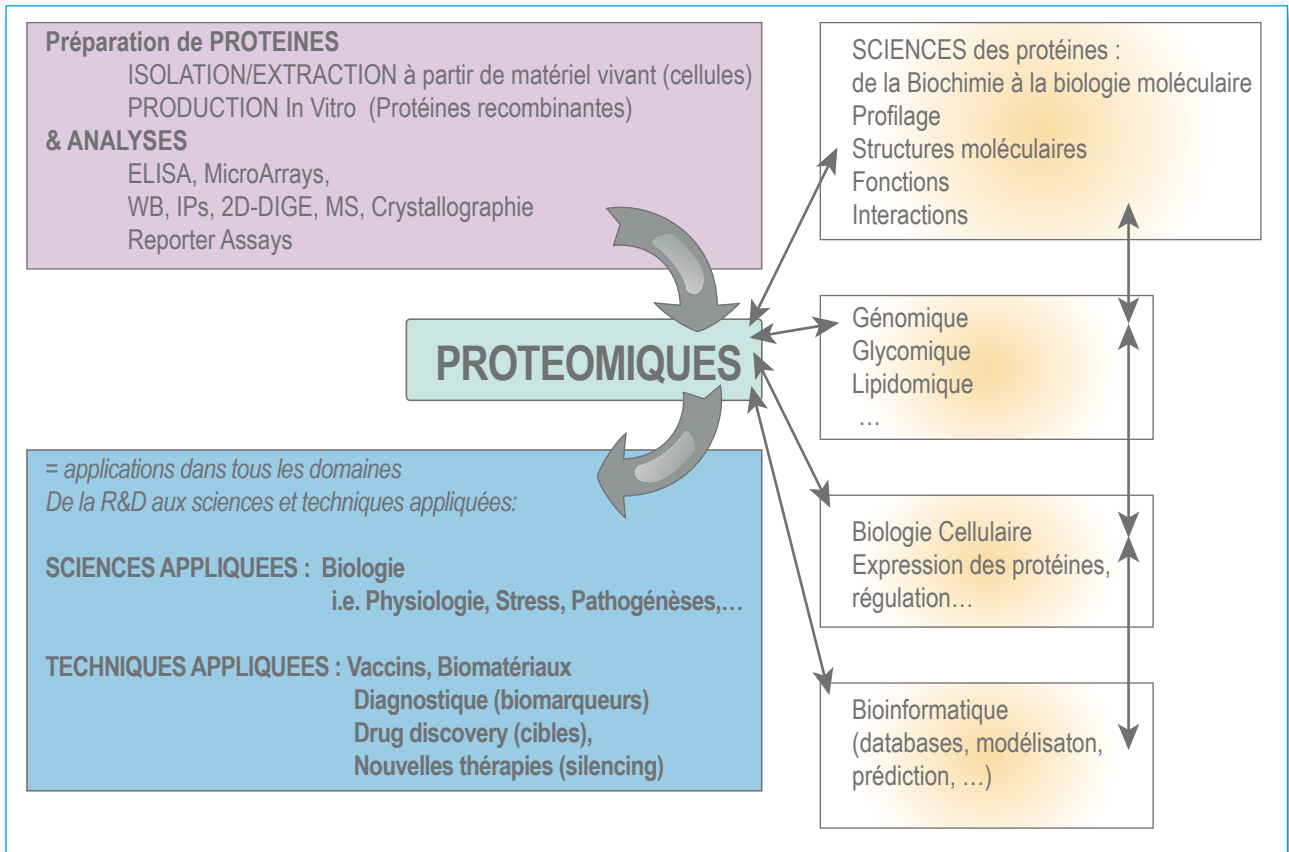 Préparation de PROTEINES
ISOLATION/EXTRACTION à partir de matériel vivant (cellules)
PRODUCTION In Vitro (Protéines recombinantes)
& ANALYSES
ELISA, MicroArrays,
WB, IPs, 2D-DIGE, MS, Crystallographie
Reporter Assays
PROTEOMIQUES
= applications dans tous les domaines
De la R&D aux sciences et techniques appliquées:
SCIENCES APPLIQUEES : Biologie
i.e. Physiologie, Stress, Pathogénèses,…
TECHNIQUES APPLIQUEES : Vaccins, Biomatériaux
Diagnostique (biomarqueurs)
Drug discovery (cibles),
Nouvelles thérapies (silencing)
SCIENCES des protéines :
de la Biochimie à la biologie moléculaire
Profilage
Structures moléculaires
Fonctions
Interactions
Génomique
Glycomique
Lipidomique
…
Biologie Cellulaire
Expression des protéines,
régulation…
Bioinformatique
(databases, modélisaton,
prédiction, …)